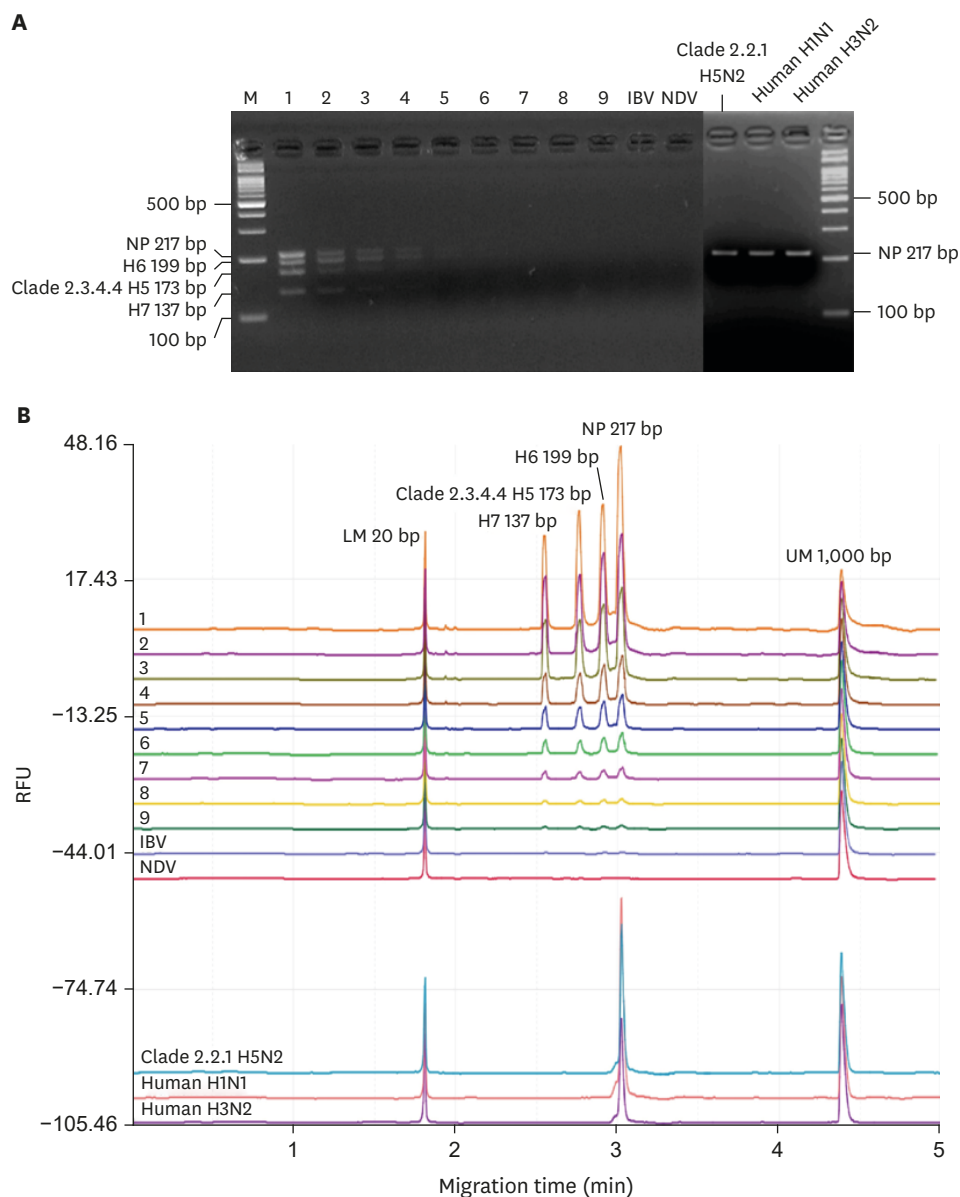 A
Clade 2.2.1
H5N2
Human H1N1
Human H3N2
M 1 2 3 4 5 6 7 8 9 IBV NDV
500 bp
NP 217 bp
H6 199 bp
Clade 2.3.4.4 H5 173 bp
H7 137 bp
100 bp
500 bp
NP 217 bp
100 bp
B
48.16
17.43
−13.25
−44.01
−74.74
−105.46
RFU
NP 217 bp
H6 199 bp
Clade 2.3.4.4 H5 173 bp
H7 137 bp
LM 20 bp
UM 1,000 bp
1
2
3
4
5
6
7
8
9
IBV
NDV
Clade 2.2.1 H5N2
Human H1N1
Human H3N2
1 2 3 4 5
Migration time (min)